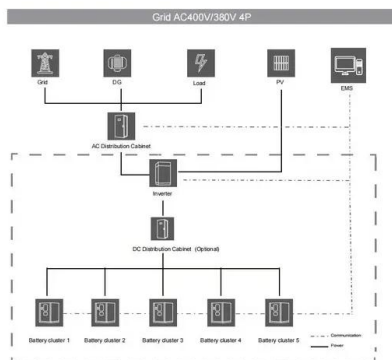 Grid AC400V/380V 4P
Grid DG Load PV EMS
AC Distribution Cabinet
Inverter
DC Distribution Cabinet (Optional)
Battery cluster 1 Battery cluster 2 Battery cluster 3 Battery cluster 4 Battery cluster 5
Communication
Power